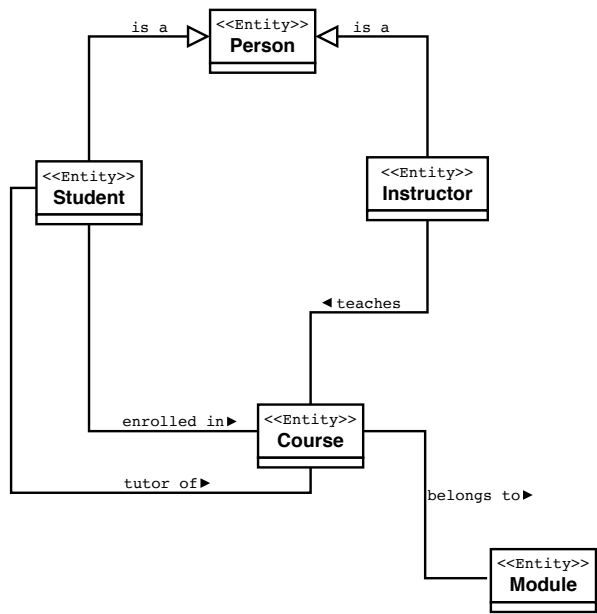 is a
<<Entity>>
Person
is a
<<Entity>>
Student
<<Entity>>
Instructor
◄ teaches
enrolled in►
<<Entity>>
Course
tutor of►
belongs to►
<<Entity>>
Module